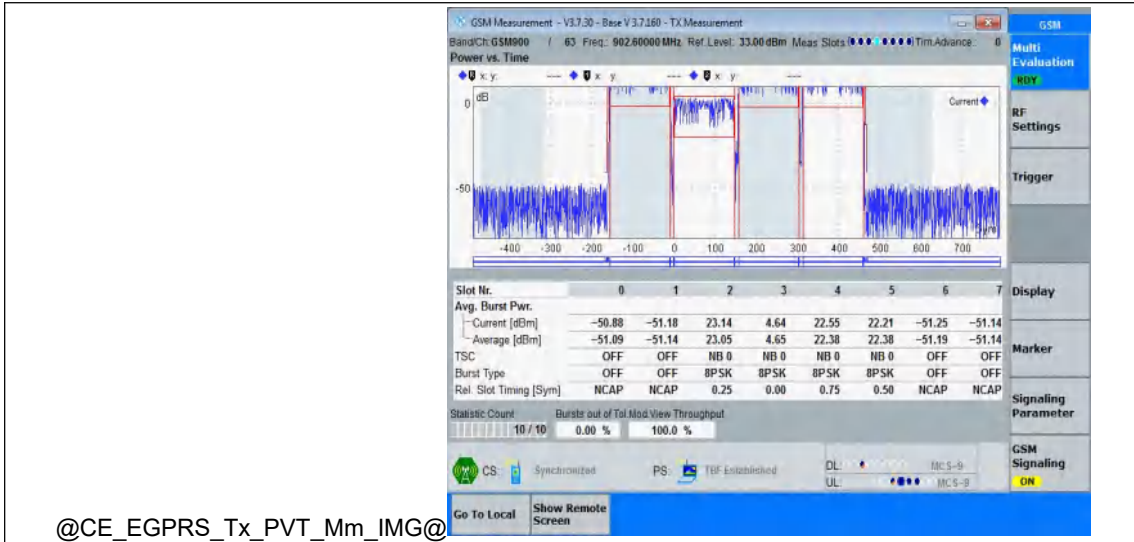 GSM Measurement - V3.7.30 - Base V 3.7.160 - TX Measurement
GSM
Band/Ch: GSM900 / 63 Freq.: 902.60000 MHz Ref.Level: 33.00 dBm Meas Slots Tim.Advance: 0
Multi Evaluation
RDY
Power vs. Time
x: y: --- x: y: --- x: y: ---
dB
Current
0
-50
-400 -300 -200 -100 0 100 200 300 400 500 600 700
RF Settings
Trigger
Slot Nr. 0 1 2 3 4 5 6 7
Display
Avg. Burst Pwr.
Current [dBm] -50.88 -51.18 23.14 4.64 22.55 22.21 -51.25 -51.14
Average [dBm] -51.09 -51.14 23.05 4.65 22.38 22.38 -51.19 -51.14
Marker
TSC OFF OFF NB 0 NB 0 NB 0 NB 0 OFF OFF
Burst Type OFF OFF 8PSK 8PSK 8PSK 8PSK OFF OFF
Rel. Slot Timing [Sym] NCAP NCAP 0.25 0.00 0.75 0.50 NCAP NCAP
Signaling Parameter
Statistic Count Bursts out of Tol. Mod.View Throughput
10 / 10 0.00 % 100.0 %
GSM Signaling
ON
CS: Synchronized PS: TBF Established DL: MCS-9
UL: MCS-9
@CE_EGPRS_Tx_PVT_Mm_IMG@
Go To Local
Show Remote Screen